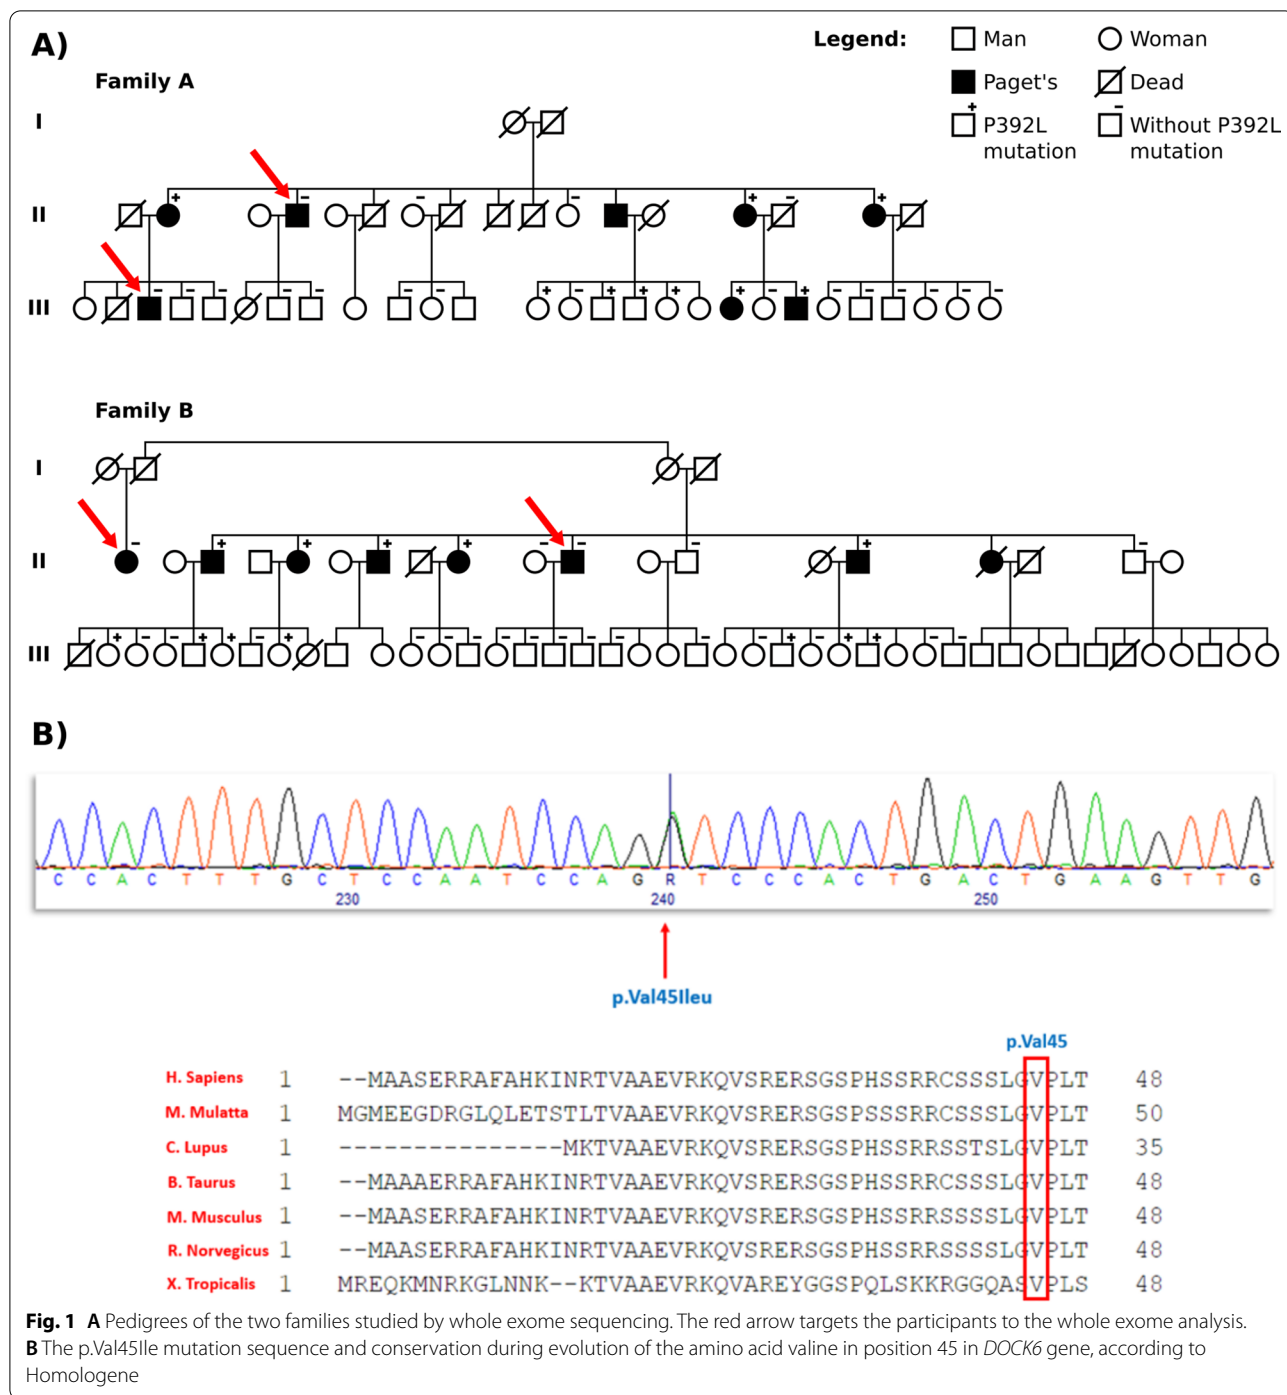 A)
Legend:
Man
Woman
Family A
Paget's
Dead
+
-
P392L mutation
Without P392L mutation
I
+ - - - + - +
II
- - - - - - - - + - + + + + - + - - - - - -
III
Family B
I
- + + + + - - - + -
II
+ - - + + - + - - - - - - - - + + + - - 
III
B)
C C A C T T T G C T C C A A T C C A G R T C C C A C T G A C T G A A G T T G
230 240 250
p.Val45Ileu
p.Val45
H. Sapiens 1 --MAASERRAFAHKINRTVAAEVRKQVSRERSGSPHSSRRCSSSLGVPLT 48
M. Mulatta 1 MGMEEGDRGLQLETSTLTVAAEVRKQVSRERSGSPSSSRRCSSSLGVPLT 50
C. Lupus 1 ---------------MKTVAAEVRKQVSRERSGSPHSSRRSSTSLGVPLT 35
B. Taurus 1 --MAAAERRAFAHKINRTVAAEVRKQVSRERSGSPHSSRRCSSSLGVPLT 48
M. Musculus 1 --MAASERRAFAHKINRTVAAEVRKQVSRERSGSPHSSRRSSSSLGVPLT 48
R. Norvegicus 1 --MAASERRAFAHKINRTVAAEVRKQVSRERSGSPHSSRRSSSSLGVPLT 48
X. Tropicalis 1 MREQKMNRKGLNNK--KTVAAEVRKQVAREYGGSPQLSKKRGGQASVPLS 48
Fig. 1 A Pedigrees of the two families studied by whole exome sequencing. The red arrow targets the participants to the whole exome analysis.
B The p.Val45Ile mutation sequence and conservation during evolution of the amino acid valine in position 45 in DOCK6 gene, according to
Homologene